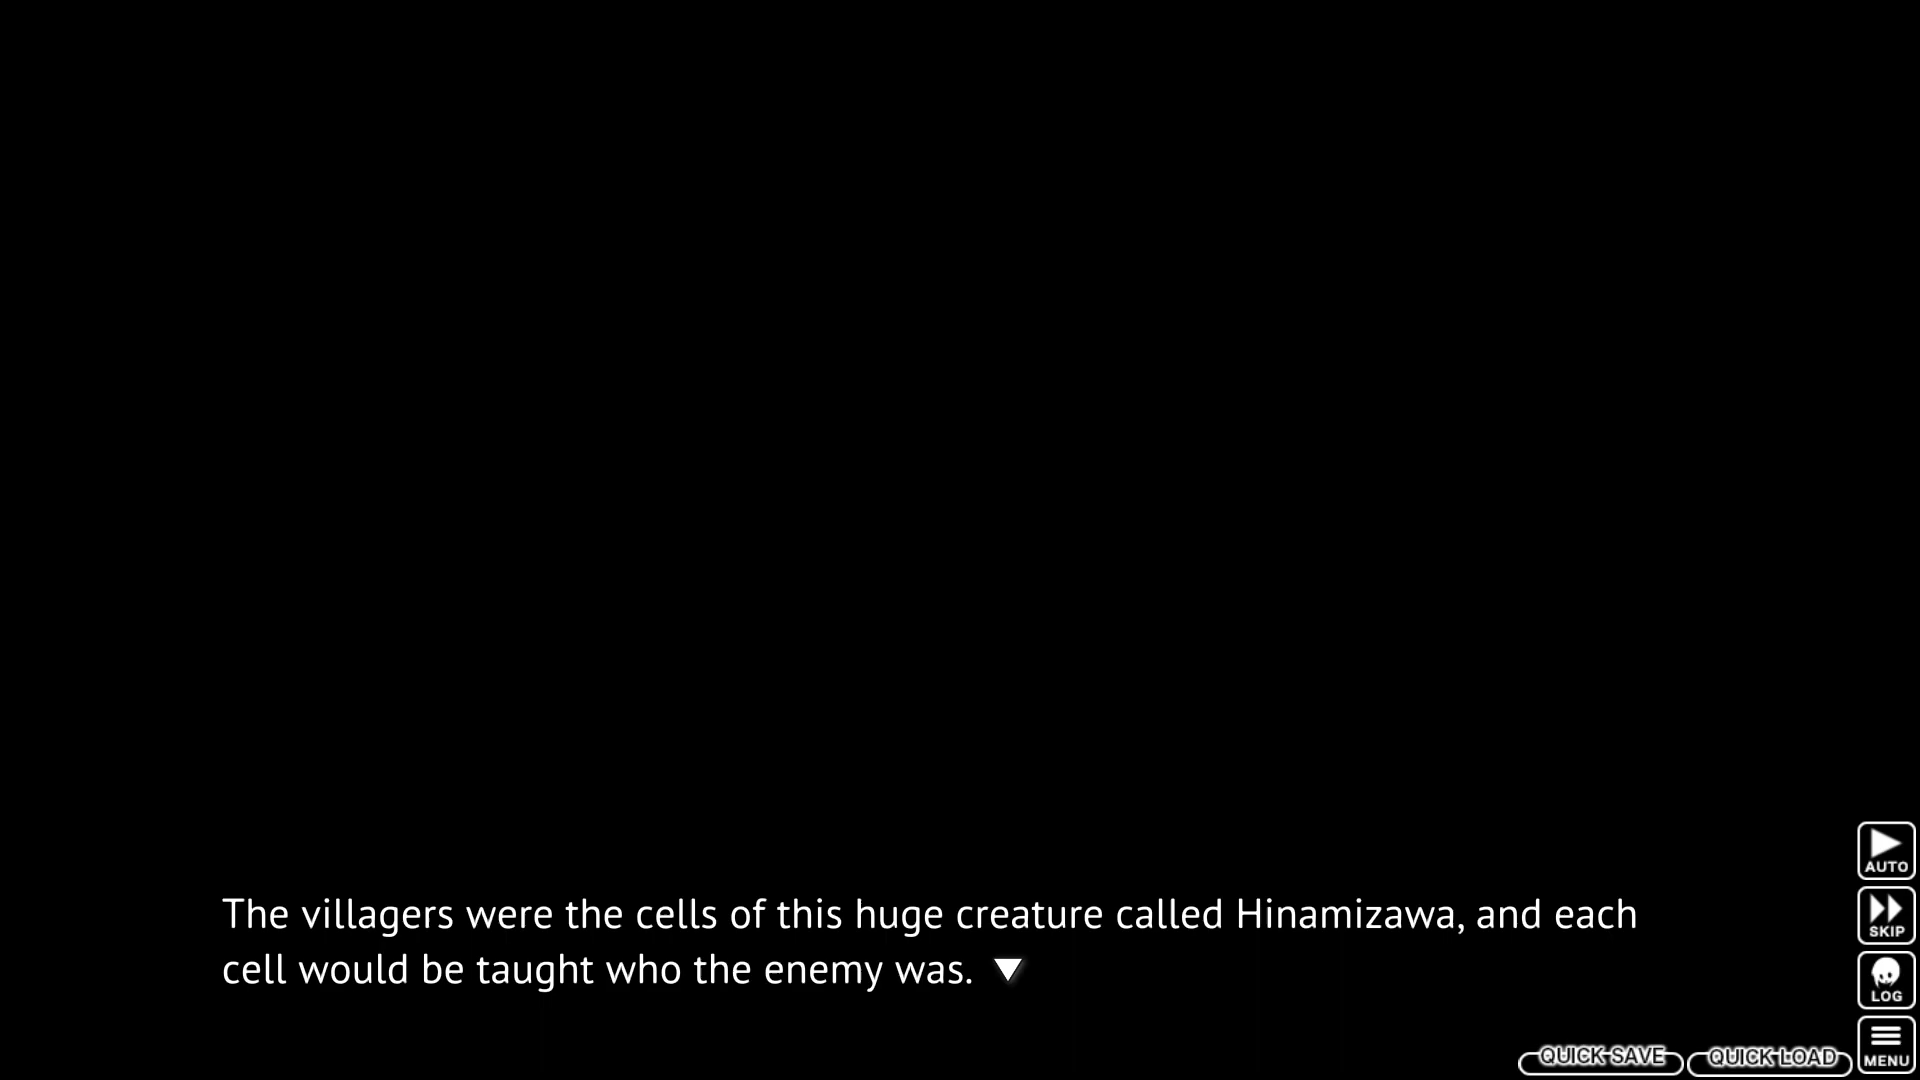 The villagers were the cells of this huge creature called Hinamizawa, and each
cell would be taught who the enemy was.
AUTO
SKIP
LOG
MENU
QUICK SAVE
QUICK LOAD